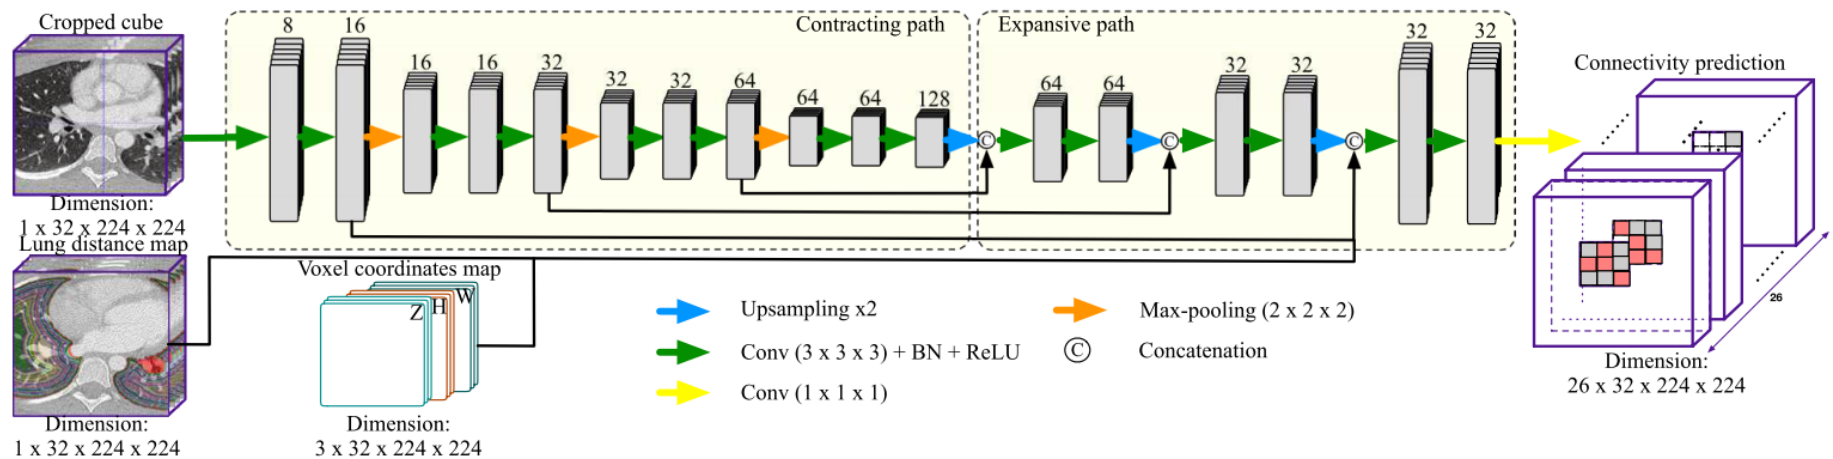 Cropped cube
Dimension:
1 x 32 x 224 x 224
Lung distance map
Dimension:
1 x 32 x 224 x 224
Contracting path
8
16
16
16
32
32
32
64
64
64
128
C
Expansive path
64
64
C
32
32
C
32
32
Voxel coordinates map
Z
H
W
Dimension:
3 x 32 x 224 x 224
Upsampling x2
Conv (3 x 3 x 3) + BN + ReLU
Conv (1 x 1 x 1)
Max-pooling (2 x 2 x 2)
C Concatenation
Connectivity prediction
26
Dimension:
26 x 32 x 224 x 224